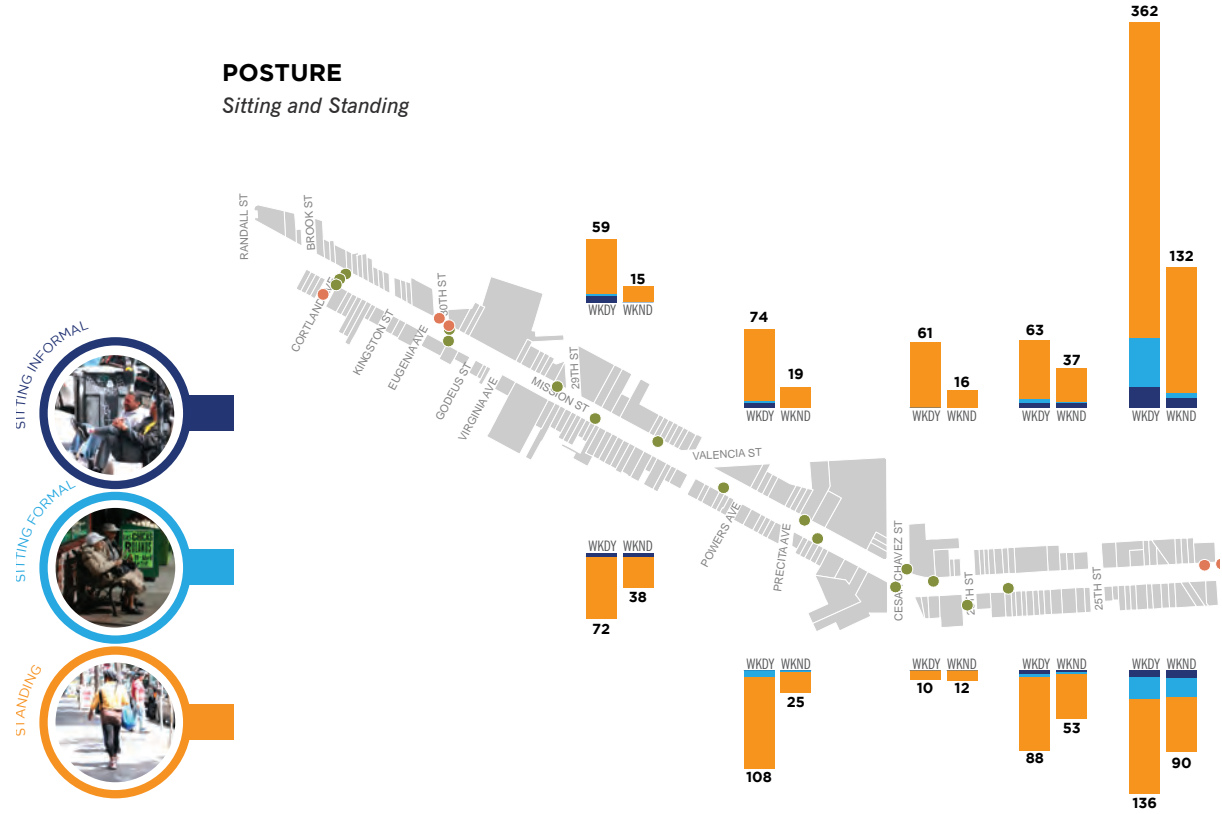 POSTURE
Sitting and Standing
362
132
59
15
WKDY WKND
74
19
WKDY WKND
61
16
WKDY WKND
63
37
WKDY WKND
WKDY WKND
RANDALL ST
BROOK ST
30TH ST
CORTLAND AVE
KINGSTON ST
EUGENIA AVE
GODEUS ST
VIRGINIA AVE
MISSION ST
29TH ST
VALENCIA ST
POWERS AVE
PRECITA AVE
CESAR CHAVEZ ST
25TH ST
SITTING INFORMAL
SITTING FORMAL
STANDING
WKDY WKND
72
38
WKDY WKND
108
25
WKDY WKND
10
12
WKDY WKND
88
53
WKDY WKND
136
90